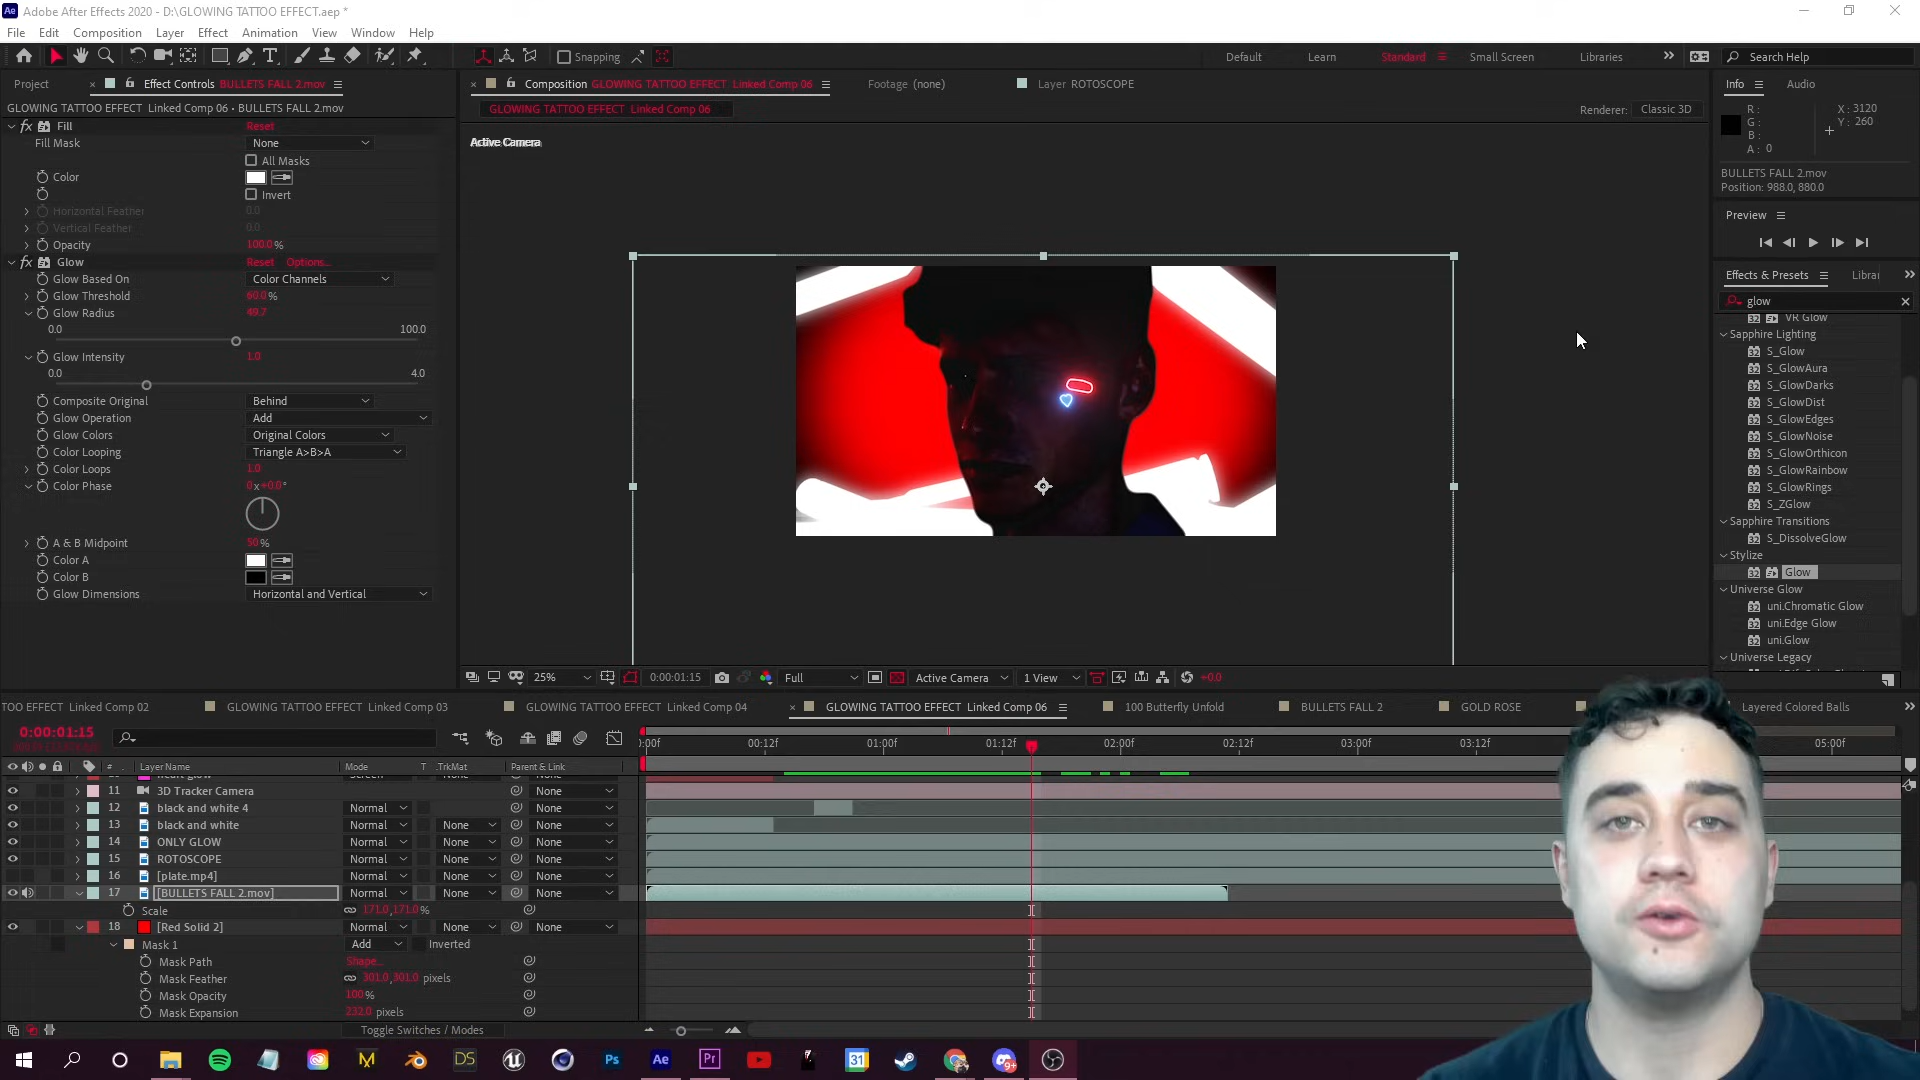 Adobe After Effects 2020 - D:\GLOWING TATTOO EFFECT.aep *
File Edit Composition Layer Effect Animation View Window Help
Snapping
Default Learn Standard Small Screen Libraries Search Help
Project Effect Controls BULLETS FALL 2.mov
Composition GLOWING TATTOO EFFECT Linked Comp 06 Footage (none) Layer ROTOSCOPE
Info Audio
GLOWING TATTOO EFFECT Linked Comp 06 • BULLETS FALL 2.mov
GLOWING TATTOO EFFECT Linked Comp 06
Renderer: Classic 3D
R: X: 3120
G: Y: 260
B:
A: 0
Active Camera
fx Fill Reset
Fill Mask None
All Masks
Color
Invert
Horizontal Feather 0.0
Vertical Feather 0.0
Opacity 100.0 %
fx Glow Reset Options...
Glow Based On Color Channels
Glow Threshold 60.0 %
Glow Radius 49.7
0.0 100.0
Glow Intensity 1.0
0.0 4.0
Composite Original Behind
Glow Operation Add
Glow Colors Original Colors
Color Looping Triangle A>B>A
Color Loops 1.0
Color Phase 0 x +0.0 °
A & B Midpoint 50 %
Color A
Color B
Glow Dimensions Horizontal and Vertical
BULLETS FALL 2.mov
Position: 988.0, 880.0
Preview
Effects & Presets Librar
glow
VR Glow
Sapphire Lighting
S_Glow
S_GlowAura
S_GlowDarks
S_GlowDist
S_GlowEdges
S_GlowNoise
S_GlowOrthicon
S_GlowRainbow
S_GlowRings
S_ZGlow
Sapphire Transitions
S_DissolveGlow
Stylize
Glow
Universe Glow
uni.Chromatic Glow
uni.Edge Glow
uni.Glow
Universe Legacy
25% 0:00:01:15 Full Active Camera 1 View +0.0
TOO EFFECT Linked Comp 02 GLOWING TATTOO EFFECT Linked Comp 03 GLOWING TATTOO EFFECT Linked Comp 04 GLOWING TATTOO EFFECT Linked Comp 06 100 Butterfly Unfold BULLETS FALL 2 GOLD ROSE Layered Colored Balls
0:00:01:15
:00f 00:12f 01:00f 01:12f 02:00f 02:12f 03:00f 03:12f 05:00f
# Layer Name Mode T .TrkMat Parent & Link
11 3D Tracker Camera None
12 black and white 4 Normal None
13 black and white Normal None None
14 ONLY GLOW Normal None None
15 ROTOSCOPE Normal None None
16 [plate.mp4] Normal None None
17 [BULLETS FALL 2.mov] Normal None None
Scale 171.0,171.0 %
18 [Red Solid 2] Normal None None
Mask 1 Add Inverted
Mask Path Shape...
Mask Feather 301.0,301.0 pixels
Mask Opacity 100 %
Mask Expansion 232.0 pixels
Toggle Switches / Modes
M DS Ps Ae Pr 31